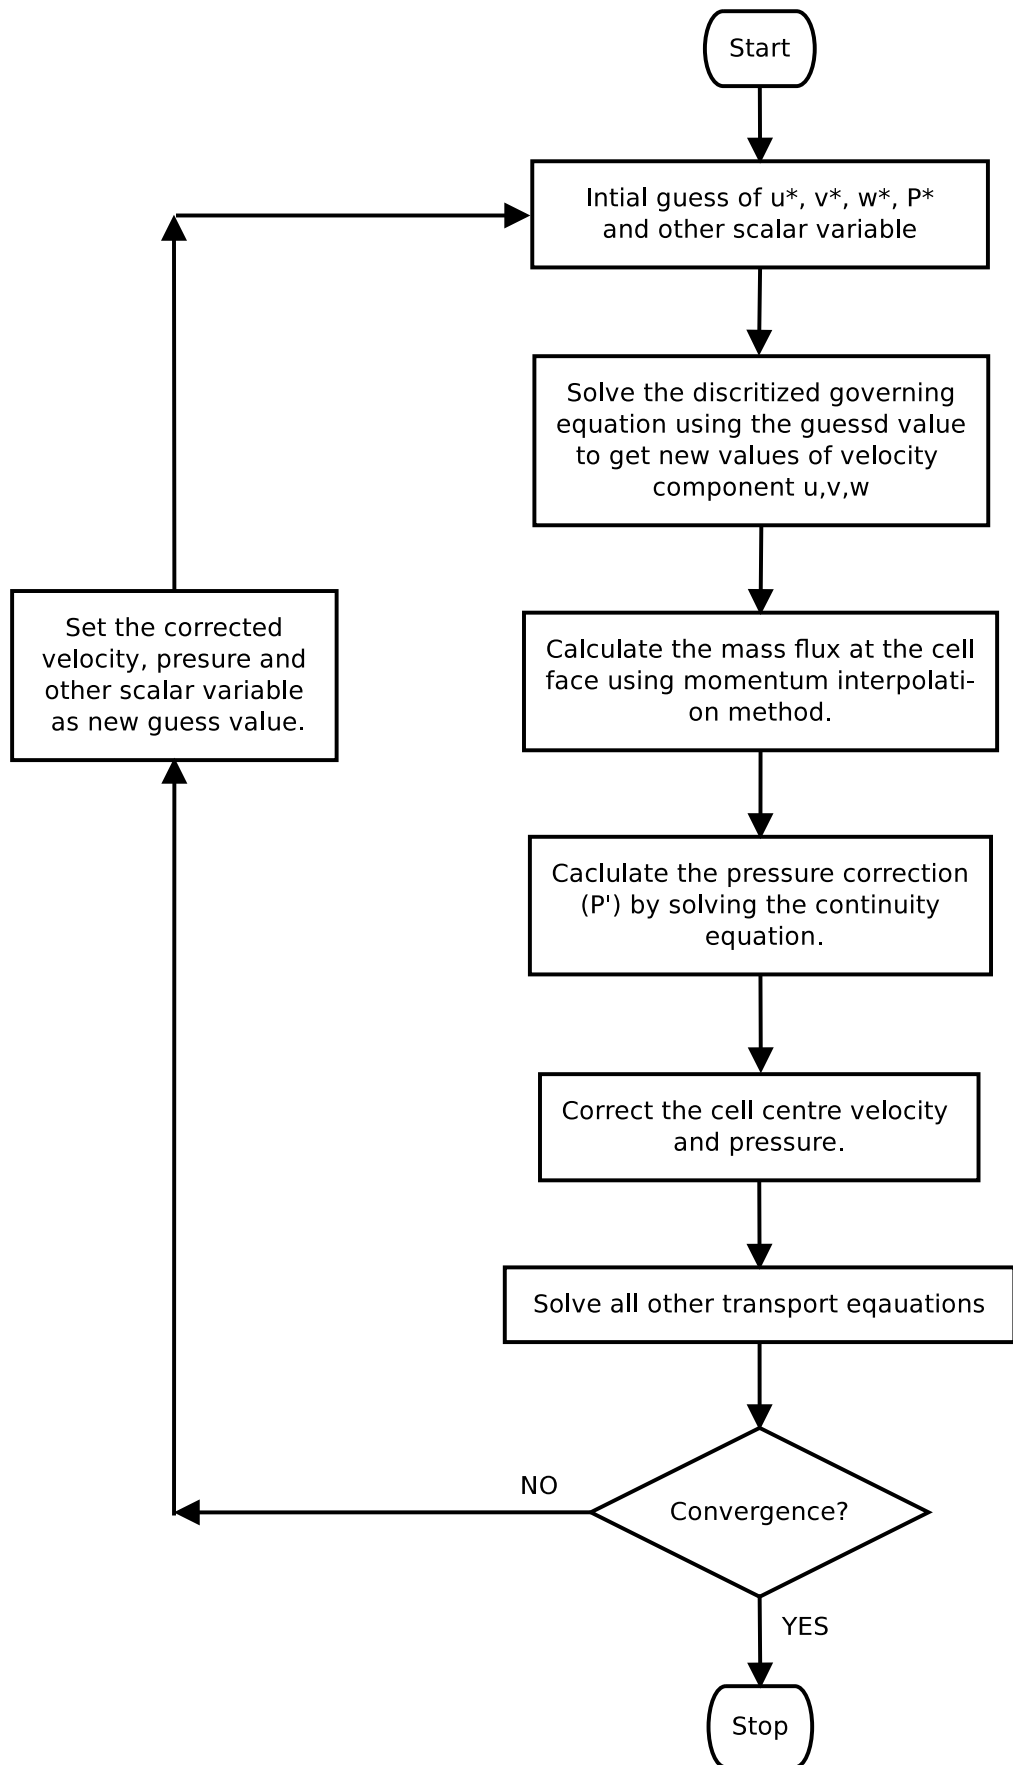 Start
Intial guess of u*, v*, w*, P*
and other scalar variable
Solve the discritized governing
equation using the guessd value
to get new values of velocity
component u,v,w
Calculate the mass flux at the cell
face using momentum interpolati-
on method.
Caclulate the pressure correction
(P') by solving the continuity
equation.
Correct the cell centre velocity
and pressure.
Solve all other transport eqauations
Convergence?
NO
Set the corrected
velocity, presure and
other scalar variable
as new guess value.
YES
Stop